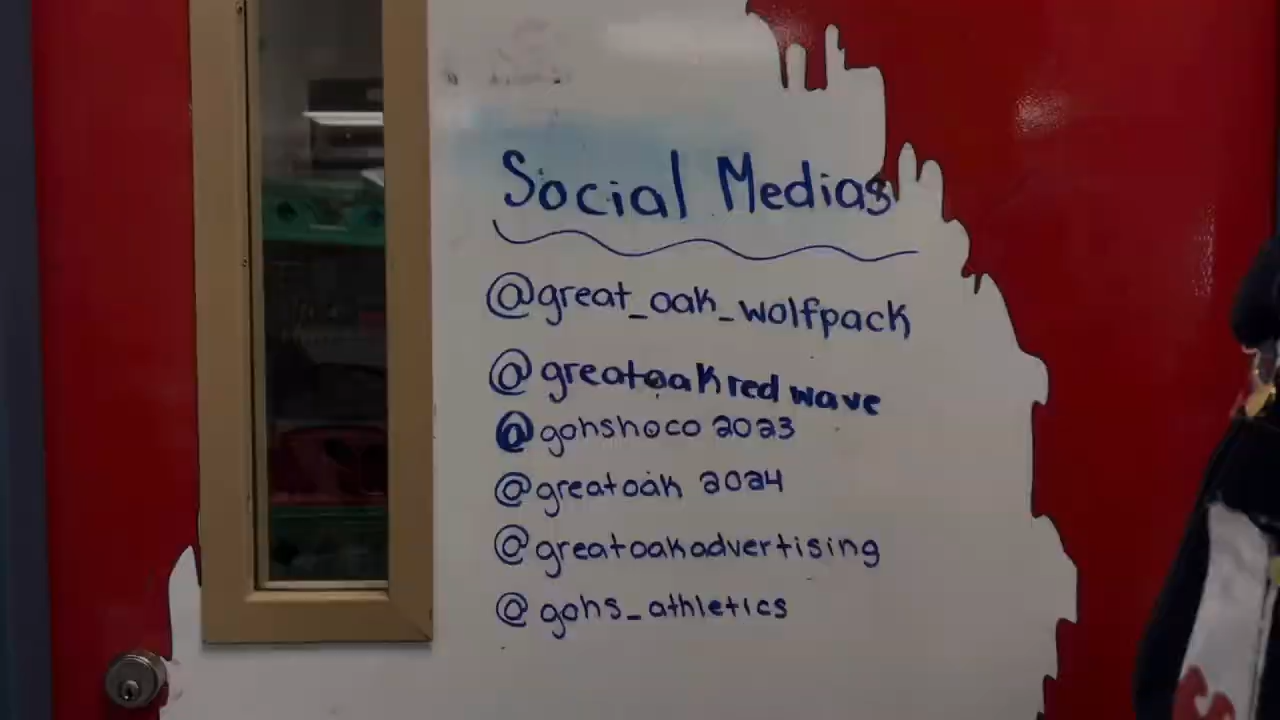 Social Medias
@great_oak_wolfpack
@greatoakredwave
@gohshoco 2023
@greatoak 2024
@greatoakadvertising
@gohs_athletics